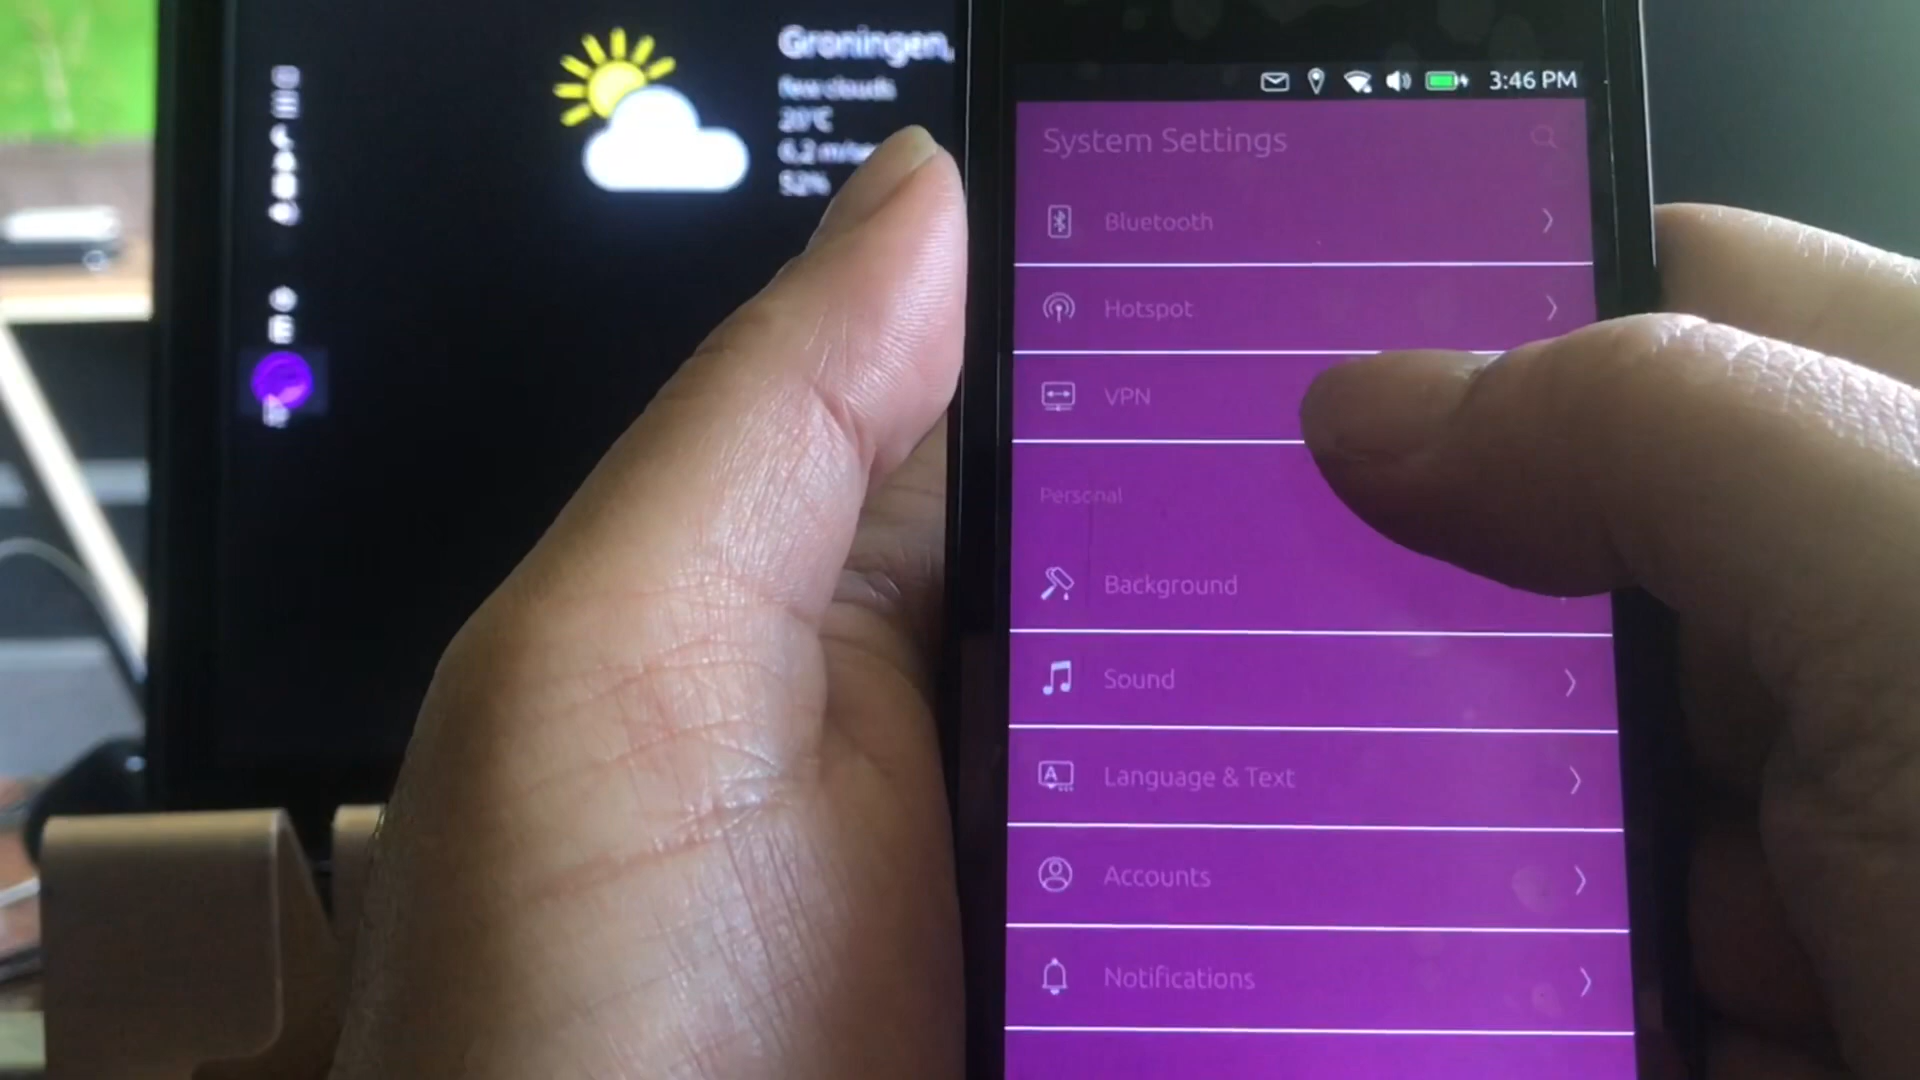 Groningen,
few clouds
20°C
6,2 m/se
52%
3:46 PM
System Settings
Bluetooth
Hotspot
VPN
Personal
Background
Sound
Language & Text
Accounts
Notifications